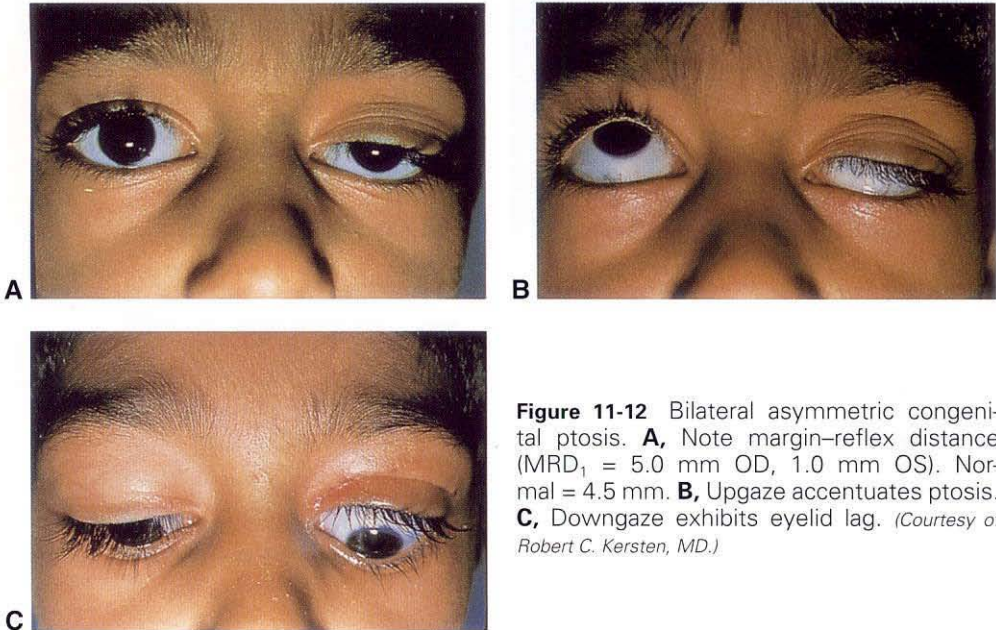 A
B
C
Figure 11-12 Bilateral asymmetric congeni-
tal ptosis. A, Note margin–reflex distance
(MRD₁ = 5.0 mm OD, 1.0 mm OS). Nor-
mal = 4.5 mm. B, Upgaze accentuates ptosis.
C, Downgaze exhibits eyelid lag. (Courtesy o
Robert C. Kersten, MD.)